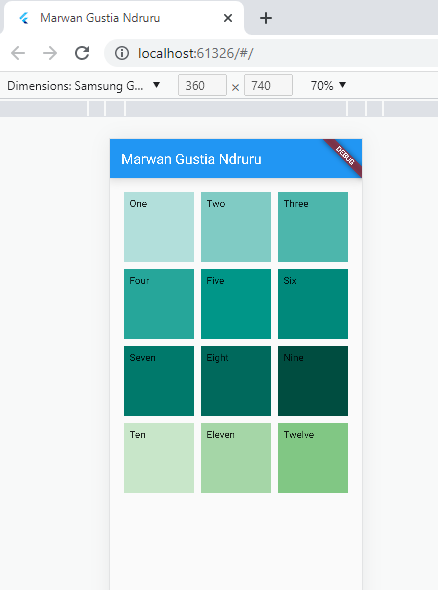 Marwan Gustia Ndruru
localhost:61326/#/
Dimensions: Samsung G... 360 × 740 70%
Marwan Gustia Ndruru
DEBUG
One Two Three
Four Five Six
Seven Eight Nine
Ten Eleven Twelve